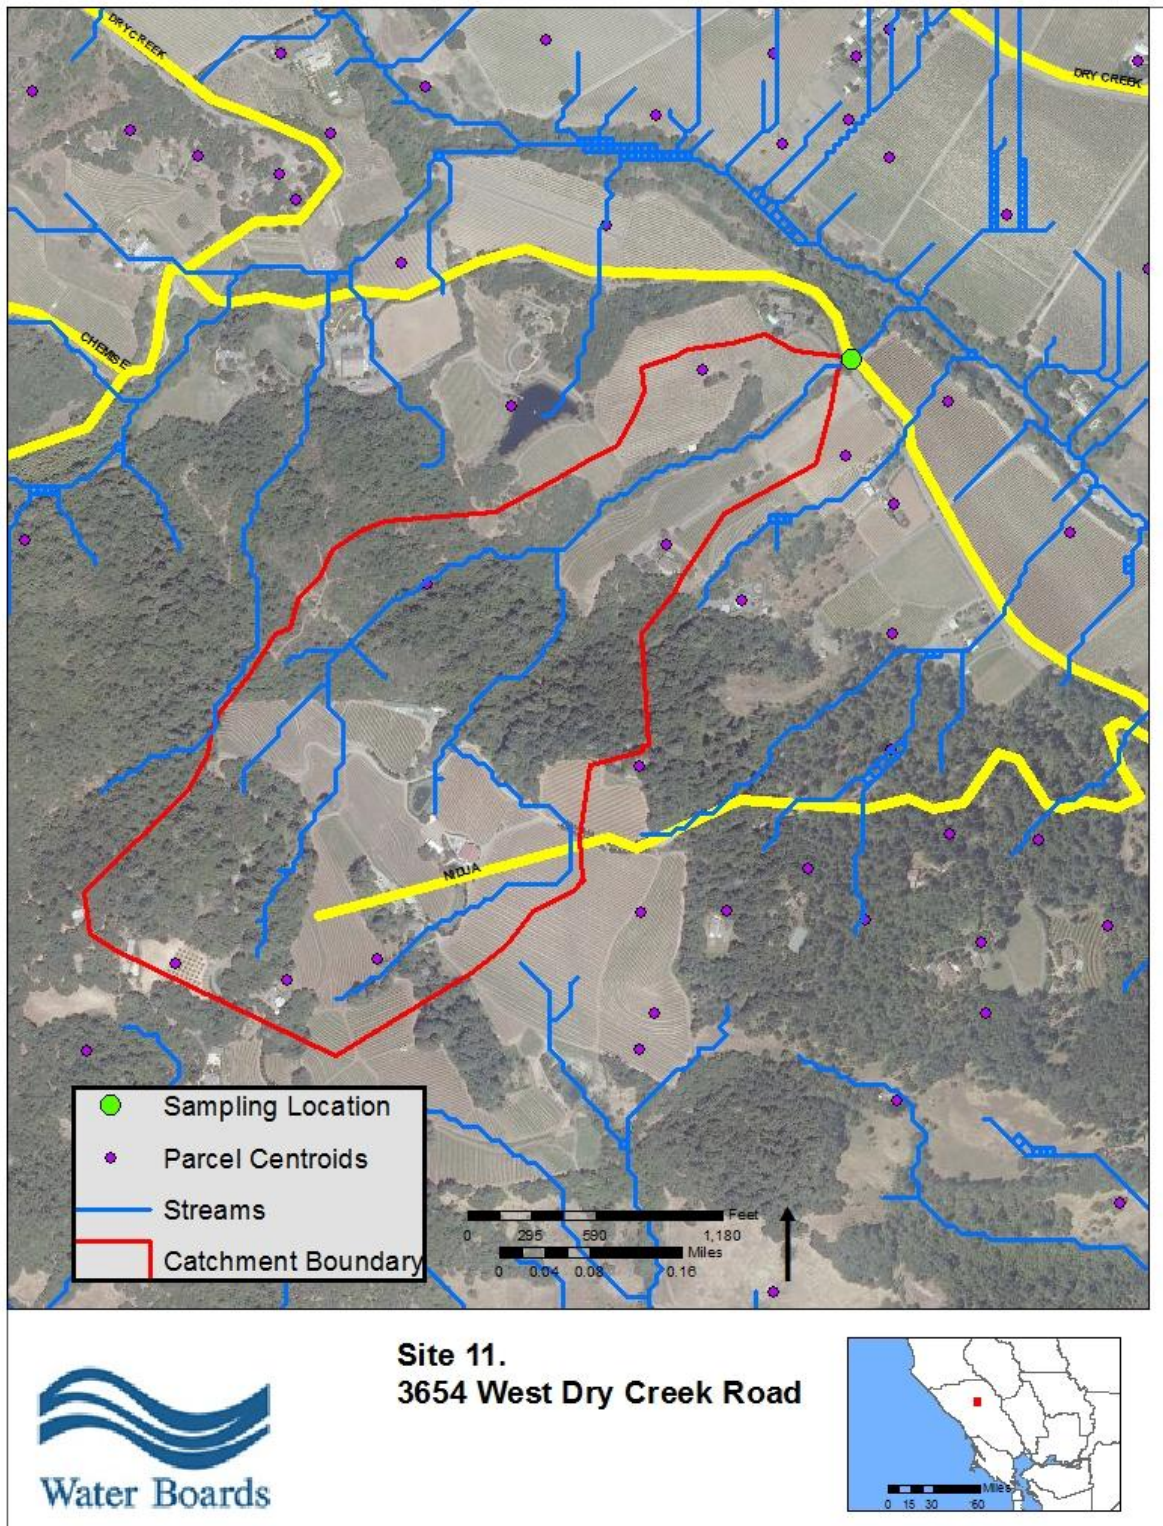 DRY CREEK
DRY CREEK
CHEMISE
NIDJA
Sampling Location
Parcel Centroids
Streams
Catchment Boundary
Feet
0 295 590 1,180
Miles
0 0.04 0.08 0.16
Site 11.
3654 West Dry Creek Road
Water Boards
Miles
0 15 30 60